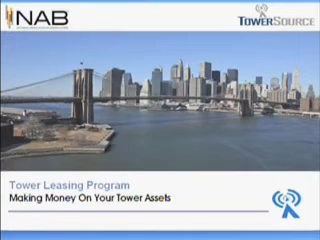 NAB
TOWERSOURCE
Tower Leasing Program
Making Money On Your Tower Assets